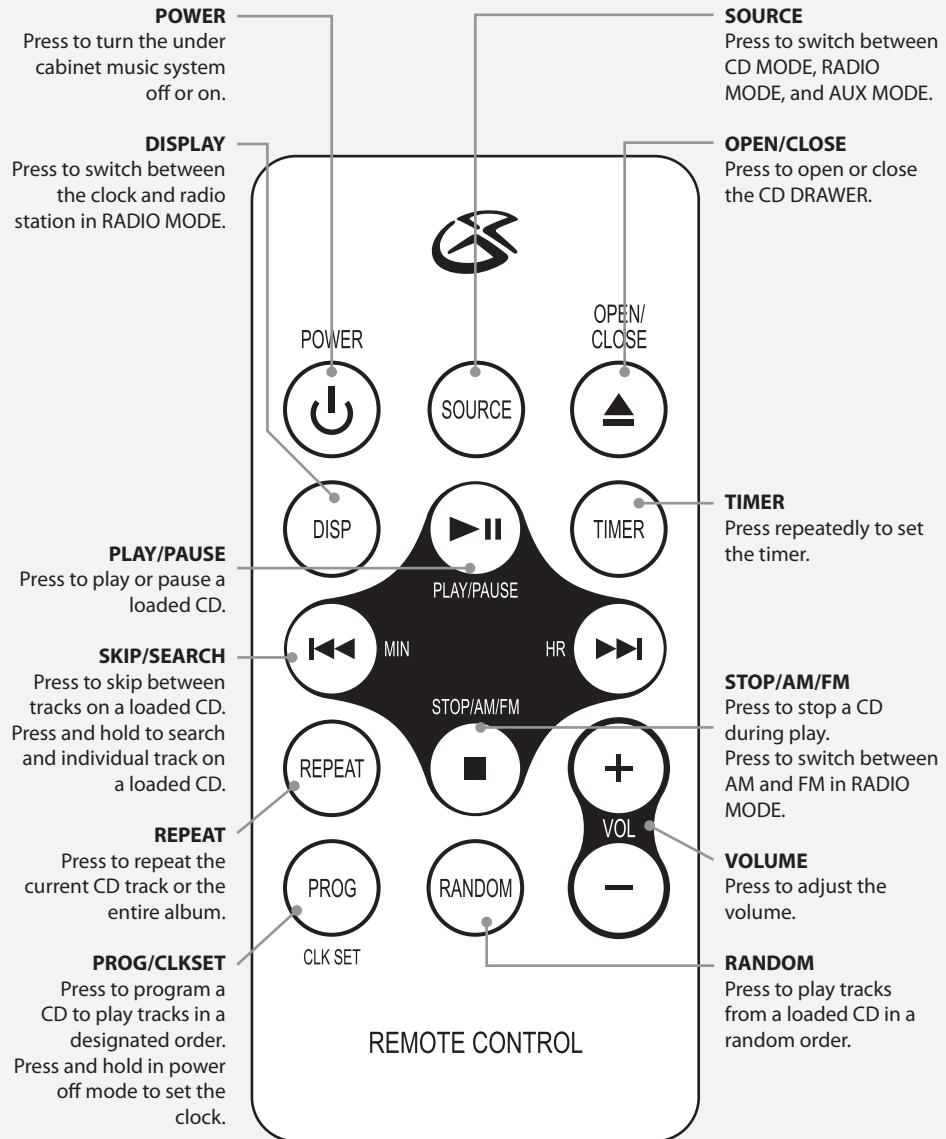 POWER
Press to turn the under
cabinet music system
off or on.
DISPLAY
Press to switch between
the clock and radio
station in RADIO MODE.
PLAY/PAUSE
Press to play or pause a
loaded CD.
SKIP/SEARCH
Press to skip between
tracks on a loaded CD.
Press and hold to search
and individual track on
a loaded CD.
REPEAT
Press to repeat the
current CD track or the
entire album.
PROG/CLKSET
Press to program a
CD to play tracks in a
designated order.
Press and hold in power
off mode to set the
clock.
POWER
OPEN/
CLOSE
SOURCE
DISP
TIMER
PLAY/PAUSE
MIN
HR
STOP/AM/FM
REPEAT
VOL
PROG
RANDOM
CLK SET
REMOTE CONTROL
SOURCE
Press to switch between
CD MODE, RADIO
MODE, and AUX MODE.
OPEN/CLOSE
Press to open or close
the CD DRAWER.
TIMER
Press repeatedly to set
the timer.
STOP/AM/FM
Press to stop a CD
during play.
Press to switch between
AM and FM in RADIO
MODE.
VOLUME
Press to adjust the
volume.
RANDOM
Press to play tracks
from a loaded CD in a
random order.